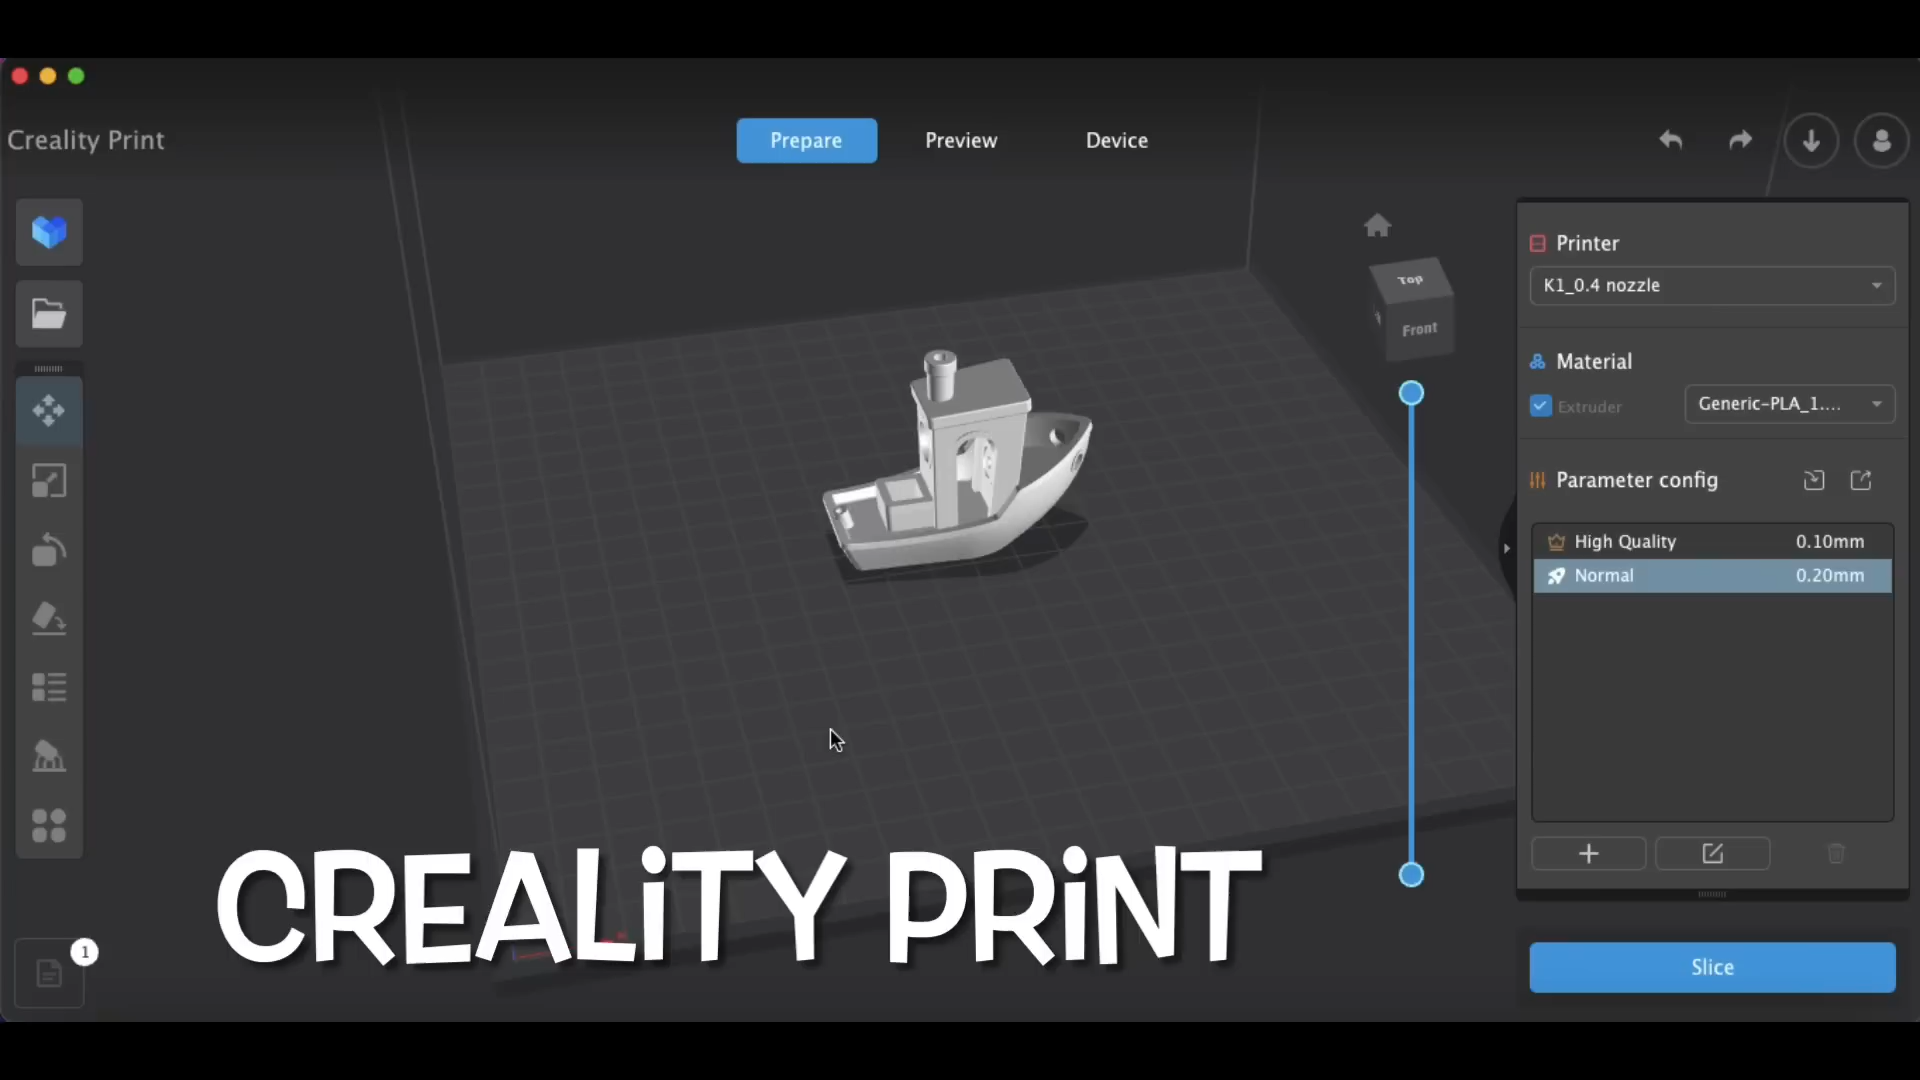 Creality Print
Prepare
Preview
Device
Top
Front
Printer
K1_0.4 nozzle
Material
Extruder
Generic-PLA_1....
Parameter config
High Quality 0.10mm
Normal 0.20mm
CREALiTY PRiNT
1
Slice